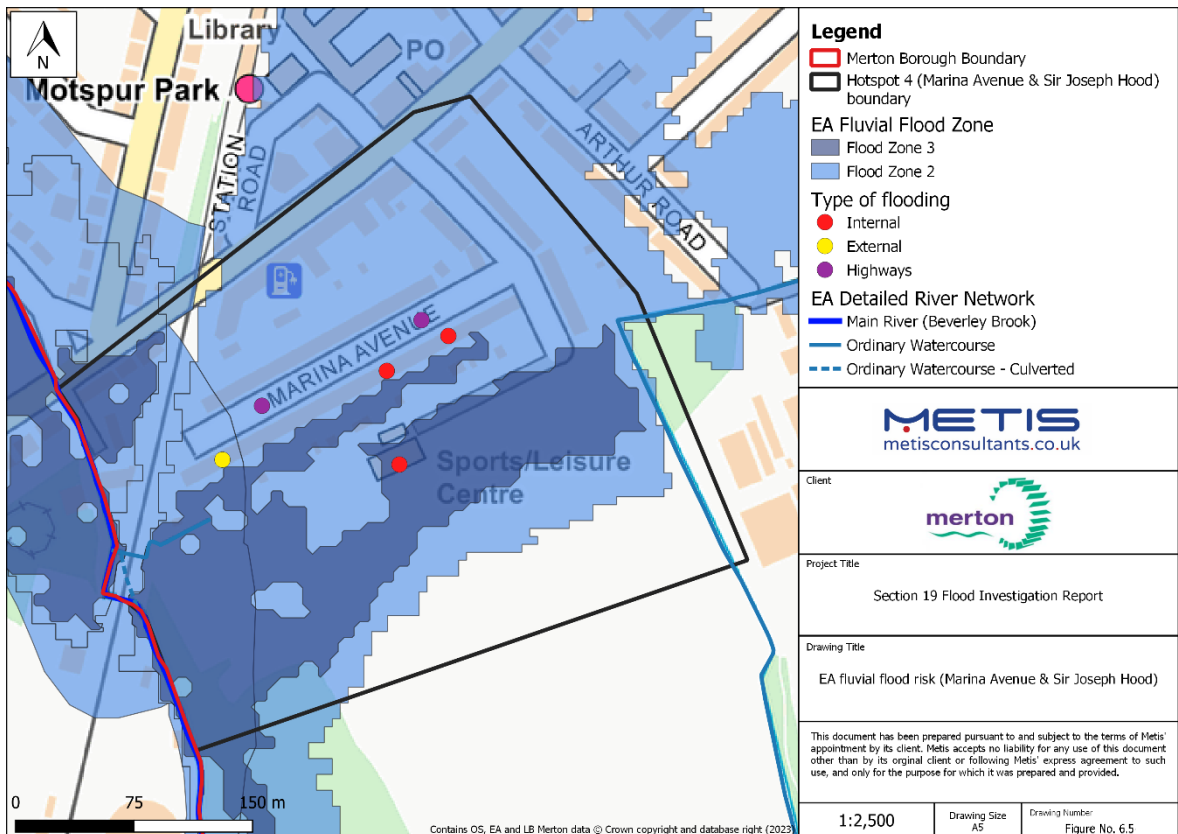 N
Library
PO
Motspur Park
STATION
ROAD
ARTHUR ROAD
MARINA AVENUE
Sports/Leisure
Centre
0 75 150 m
Contains OS, EA and LB Merton data © Crown copyright and database right (2023)
Legend
Merton Borough Boundary
Hotspot 4 (Marina Avenue & Sir Joseph Hood)
boundary
EA Fluvial Flood Zone
Flood Zone 3
Flood Zone 2
Type of flooding
Internal
External
Highways
EA Detailed River Network
Main River (Beverley Brook)
Ordinary Watercourse
Ordinary Watercourse - Culverted
METIS
metisconsultants.co.uk
Client
merton
Project Title
Section 19 Flood Investigation Report
Drawing Title
EA fluvial flood risk (Marina Avenue & Sir Joseph Hood)
This document has been prepared pursuant to and subject to the terms of Metis'
appointment by its client. Metis accepts no liability for any use of this document
other than by its orginal client or following Metis' express agreement to such
use, and only for the purpose for which it was prepared and provided.
1:2,500
Drawing Size
A5
Drawing Number
Figure No. 6.5